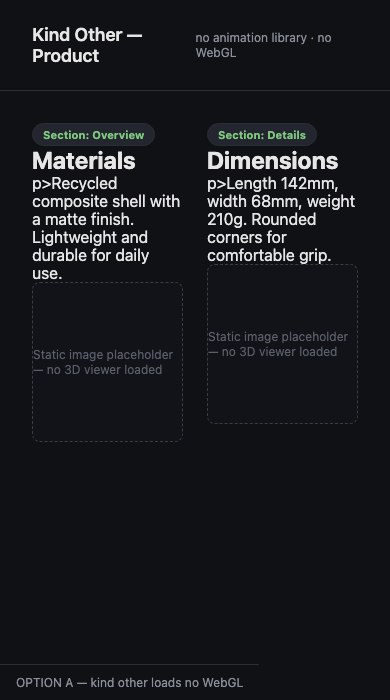 Kind Other —
Product
no animation library · no
WebGL
Section: Overview
Materials
p>Recycled
composite shell with
a matte finish.
Lightweight and
durable for daily
use.
Static image placeholder
— no 3D viewer loaded
Section: Details
Dimensions
p>Length 142mm,
width 68mm, weight
210g. Rounded
corners for
comfortable grip.
Static image placeholder
— no 3D viewer loaded
OPTION A — kind other loads no WebGL